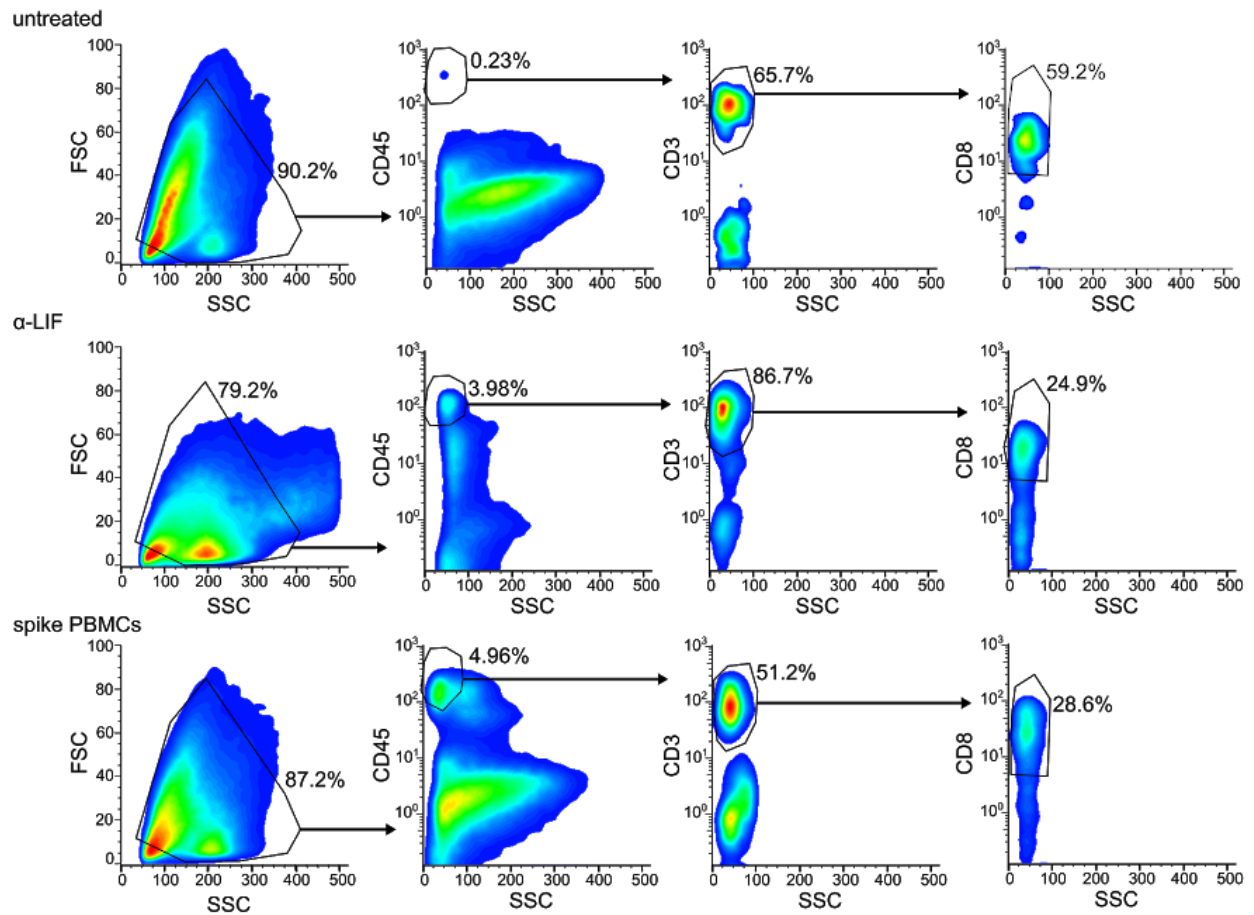 untreated
100
80
60
40
20
0
FSC
90.2%
0 100 200 300 400 500
SSC
10³
10²
10¹
10⁰
CD45
0.23%
0 100 200 300 400 500
SSC
10³
10²
10¹
10⁰
CD3
65.7%
0 100 200 300 400 500
SSC
10³
10²
10¹
10⁰
CD8
59.2%
0 100 200 300 400 500
SSC
α-LIF
100
80
60
40
20
0
FSC
79.2%
0 100 200 300 400 500
SSC
10³
10²
10¹
10⁰
CD45
3.98%
0 100 200 300 400 500
SSC
10³
10²
10¹
10⁰
CD3
86.7%
0 100 200 300 400 500
SSC
10³
10²
10¹
10⁰
CD8
24.9%
0 100 200 300 400 500
SSC
spike PBMCs
100
80
60
40
20
0
FSC
87.2%
0 100 200 300 400 500
SSC
10³
10²
10¹
10⁰
CD45
4.96%
0 100 200 300 400 500
SSC
10³
10²
10¹
10⁰
CD3
51.2%
0 100 200 300 400 500
SSC
10³
10²
10¹
10⁰
CD8
28.6%
0 100 200 300 400 500
SSC